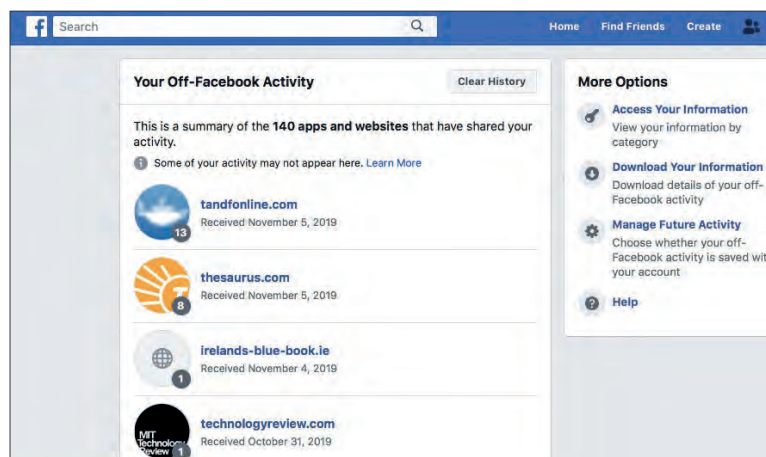 Search
Home Find Friends Create
Your Off-Facebook Activity
Clear History
This is a summary of the 140 apps and websites that have shared your
activity.
Some of your activity may not appear here. Learn More
tandfonline.com
Received November 5, 2019
13
thesaurus.com
Received November 5, 2019
8
irelands-blue-book.ie
Received November 4, 2019
1
technologyreview.com
Received October 31, 2019
MIT
Technology
Review
1
More Options
Access Your Information
View your information by
category
Download Your Information
Download details of your off-
Facebook activity
Manage Future Activity
Choose whether your off-
Facebook activity is saved wit
your account
Help